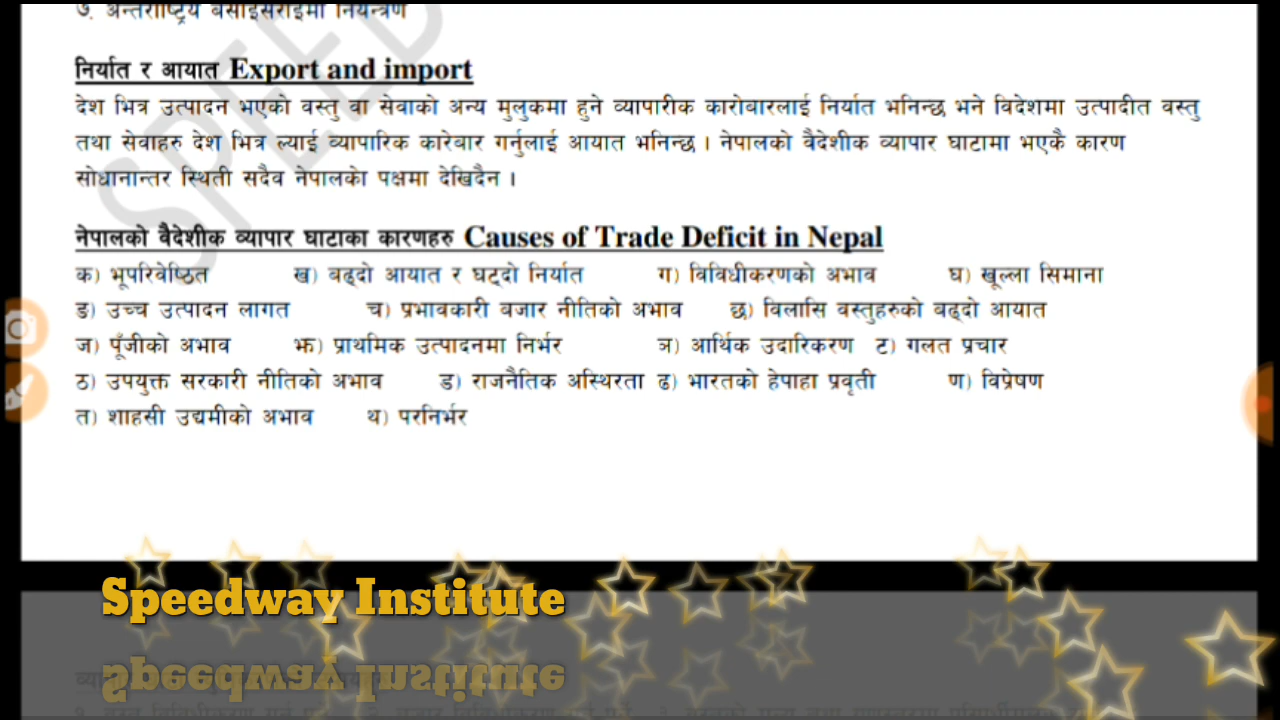 ७. अन्तर्राष्ट्रिय बसाइसराइमा नियन्त्रण
निर्यात र आयात Export and import
देश भित्र उत्पादन भएको वस्तु वा सेवाको अन्य मुलुकमा हुने व्यापारीक कारोबारलाई निर्यात भनिन्छ भने विदेशमा उत्पादीत वस्तु
तथा सेवाहरु देश भित्र ल्याई व्यापारिक कारेबार गर्नुलाई आयात भनिन्छ । नेपालको वैदेशीक व्यापार घाटामा भएकै कारण
सोधानान्तर स्थिती सदैव नेपालको पक्षमा देखिदैन ।
नेपालको वैदेशीक व्यापार घाटाका कारणहरु Causes of Trade Deficit in Nepal
क) भूपरिवेष्ठित ख) बढ्दो आयात र घट्दो निर्यात ग) बिविधीकरणको अभाव घ) खूल्ला सिमाना
ङ) उच्च उत्पादन लागत च) प्रभावकारी बजार नीतिको अभाव छ) बिलासि वस्तुहरुको बढ्दो आयात
ज) पूँजीको अभाव झ) प्राथमिक उत्पादनमा निर्भर ञ) आर्थिक उदारिकरण ट) गलत प्रचार
ठ) उपयुक्त सरकारी नीतिको अभाव ड) राजनैतिक अस्थिरता ढ) भारतको हेपाहा प्रवृती ण) विप्रेषण
त) शाहसी उद्यमीको अभाव थ) परनिर्भर
Speedway Institute